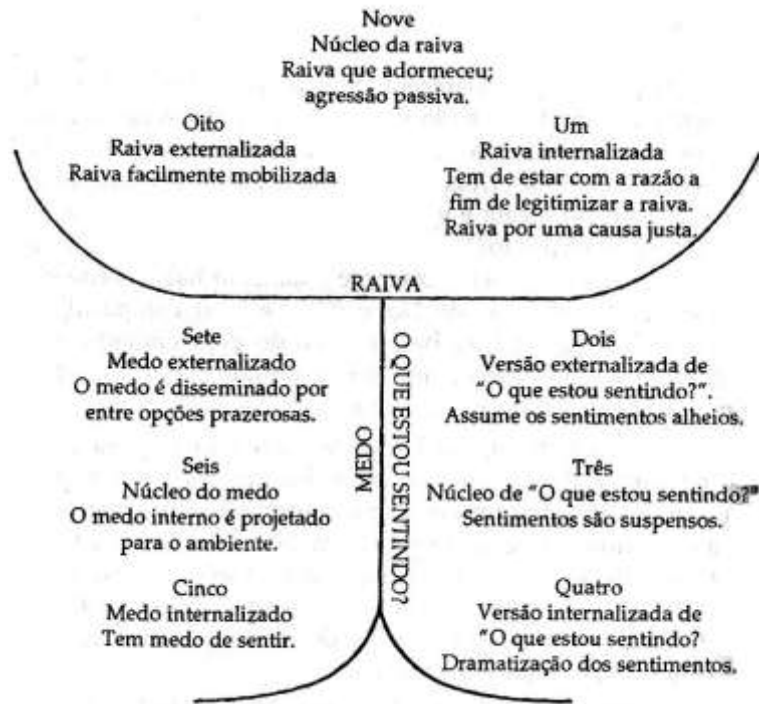 Nove
Núcleo da raiva
Raiva que adormeceu;
agressão passiva.
Oito
Raiva externalizada
Raiva facilmente mobilizada
Um
Raiva internalizada
Tem de estar com a razão a
fim de legitimizar a raiva.
Raiva por uma causa justa.
RAIVA
Sete
Medo externalizado
O medo é disseminado por
entre opções prazerosas.
Seis
Núcleo do medo
O medo interno é projetado
para o ambiente.
Cinco
Medo internalizado
Tem medo de sentir.
MEDO
O QUE ESTOU SENTINDO?
Dois
Versão externalizada de
"O que estou sentindo?".
Assume os sentimentos alheios.
Três
Núcleo de "O que estou sentindo?"
Sentimentos são suspensos.
Quatro
Versão internalizada de
"O que estou sentindo?
Dramatização dos sentimentos.